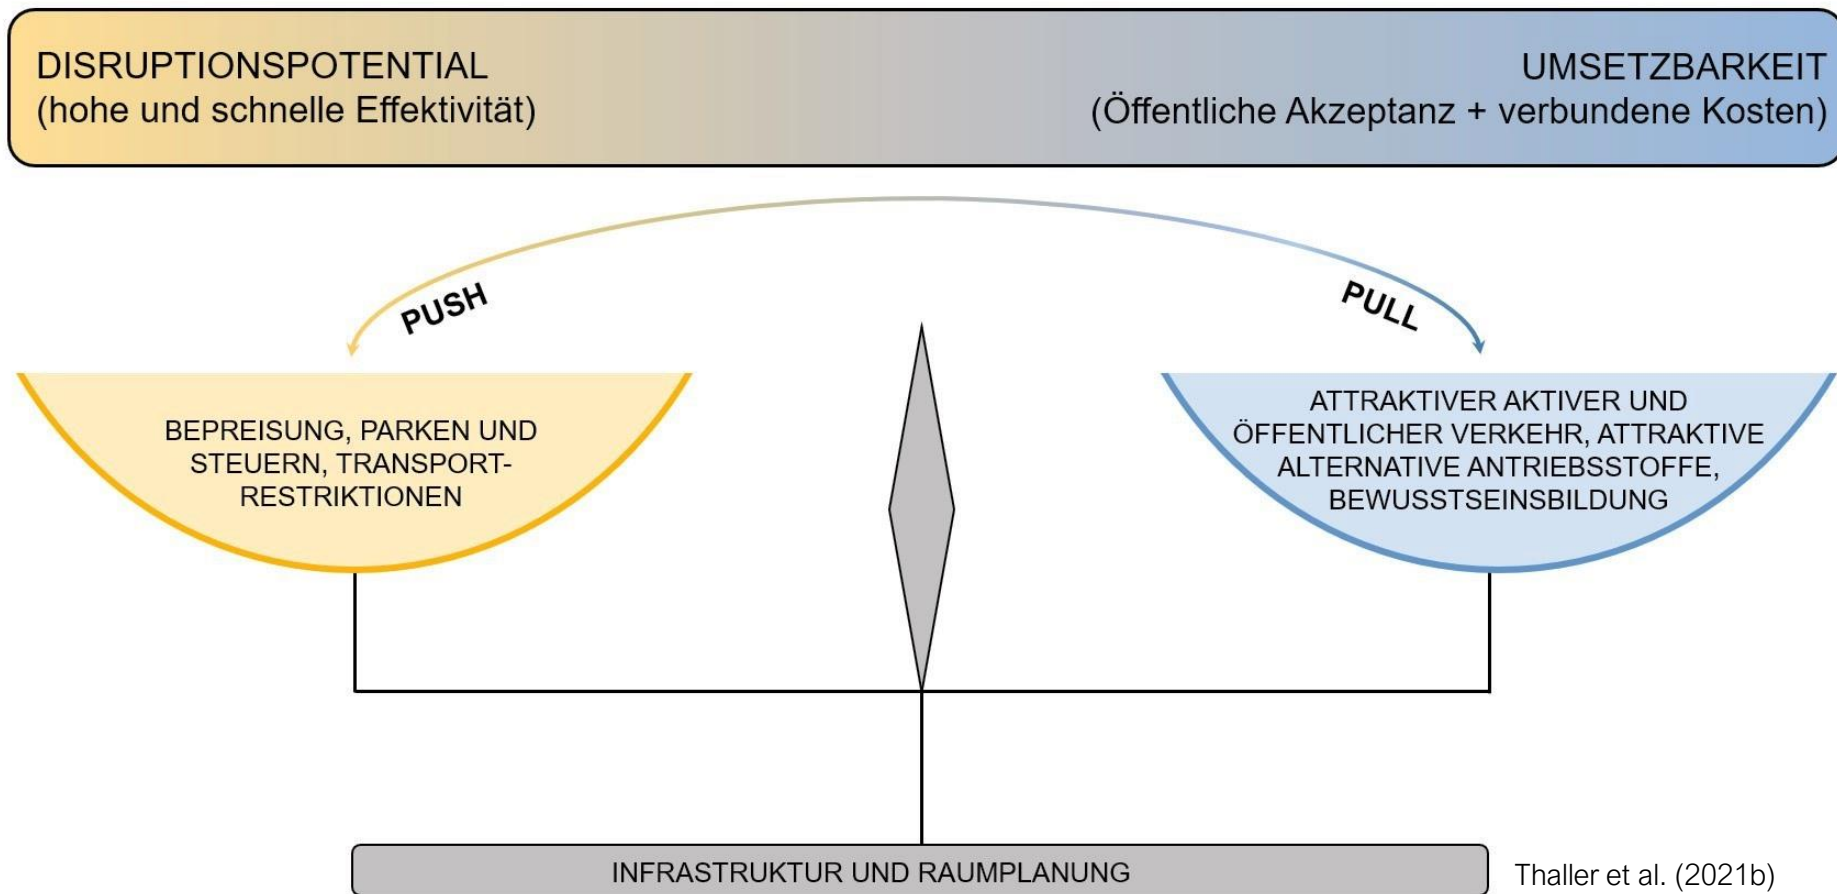 DISRUPTIONSPOTENTIAL
(hohe und schnelle Effektivität)
UMSETZBARKEIT
(Öffentliche Akzeptanz + verbundene Kosten)
PUSH
PULL
BEPREISUNG, PARKEN UND
STEUERN, TRANSPORT-
RESTRIKTIONEN
ATTRAKTIVER AKTIVER UND
ÖFFENTLICHER VERKEHR, ATTRAKTIVE
ALTERNATIVE ANTRIEBSSTOFFE,
BEWUSSTSEINSBILDUNG
INFRASTRUKTUR UND RAUMPLANUNG
Thaller et al. (2021b)